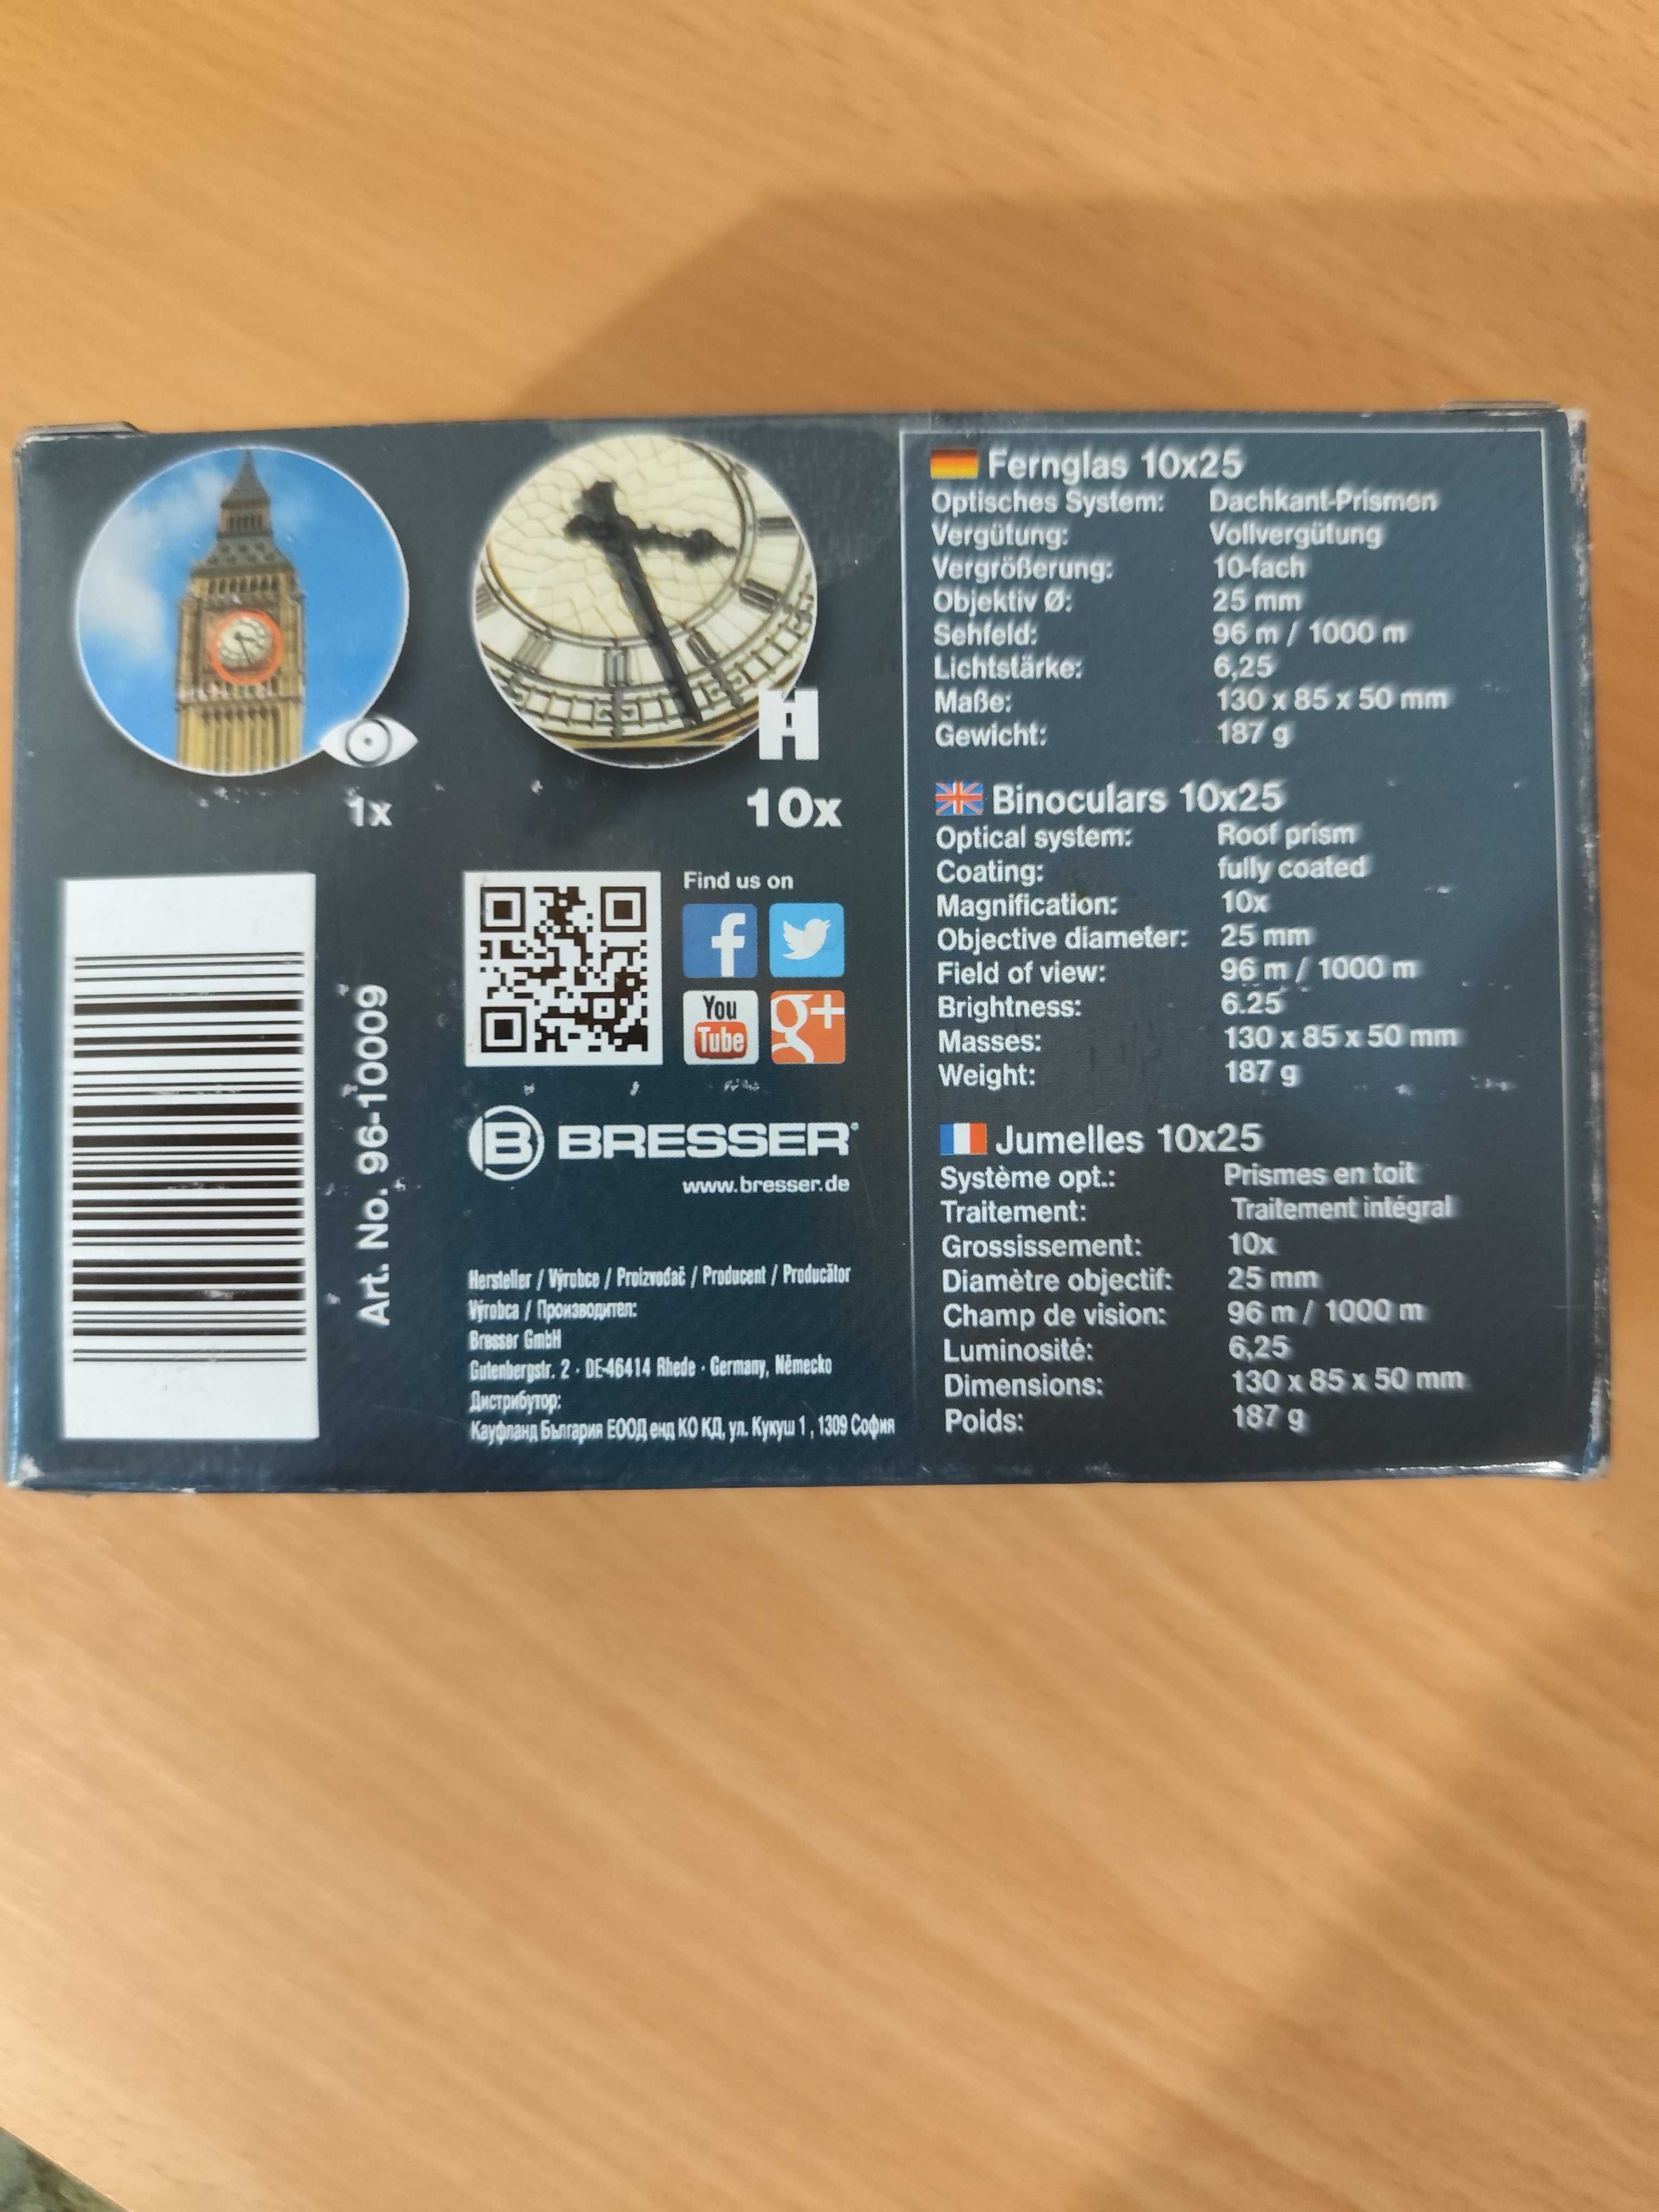 1x
10x
Art. No. 96-10009
Find us on
f
You
Tube
g+
B BRESSER®
www.bresser.de
Hersteller / Výrobce / Proizvođač / Producent / Producător
Výrobca / Производител:
Bresser GmbH
Gutenbergstr. 2 · DE-46414 Rhede · Germany, Německo
Дистрибутор:
Кауфланд България ЕООД енд КО КД, ул. Кукуш 1 , 1309 София
Fernglas 10x25
Optisches System: Dachkant-Prismen
Vergütung: Vollvergütung
Vergrößerung: 10-fach
Objektiv Ø: 25 mm
Sehfeld: 96 m / 1000 m
Lichtstärke: 6,25
Maße: 130 x 85 x 50 mm
Gewicht: 187 g
Binoculars 10x25
Optical system: Roof prism
Coating: fully coated
Magnification: 10x
Objective diameter: 25 mm
Field of view: 96 m / 1000 m
Brightness: 6.25
Masses: 130 x 85 x 50 mm
Weight: 187 g
Jumelles 10x25
Système opt.: Prismes en toit
Traitement: Traitement intégral
Grossissement: 10x
Diamètre objectif: 25 mm
Champ de vision: 96 m / 1000 m
Luminosité: 6,25
Dimensions: 130 x 85 x 50 mm
Poids: 187 g